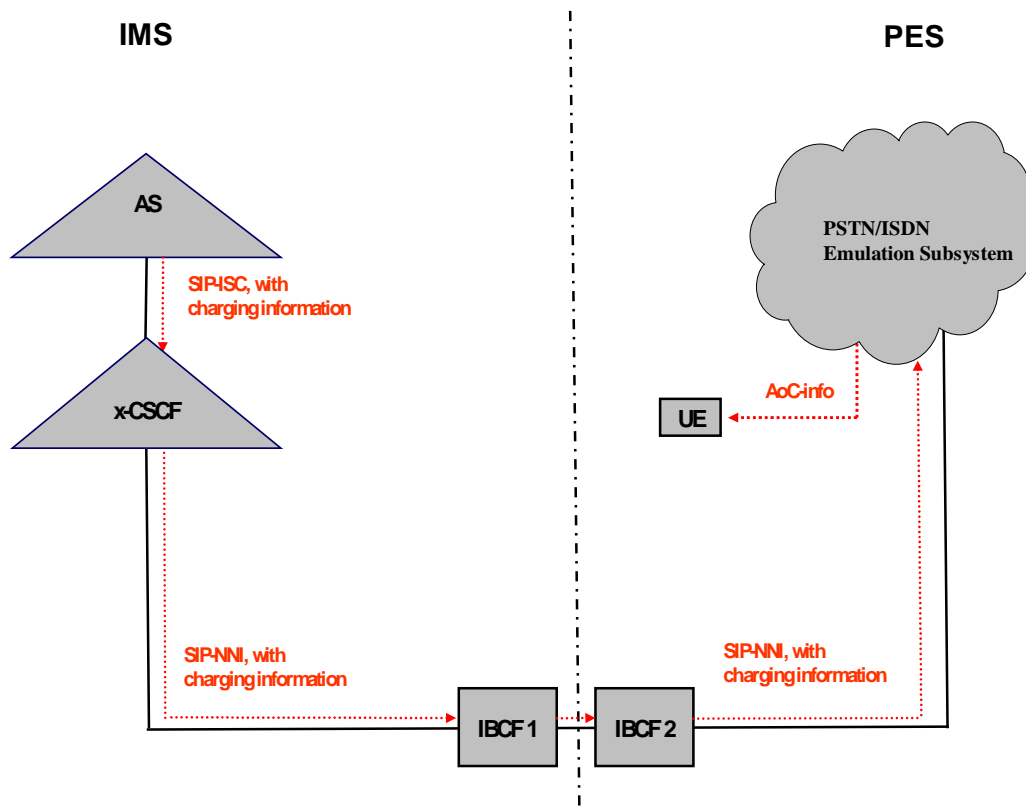 IMS
PES
AS
PSTN/ISDN
Emulation Subsystem
SIP-ISC, with
charging information
x-CSCF
AoC-info
UE
SIP-NNI, with
charging information
SIP-NNI, with
charging information
IBCF 1
IBCF 2